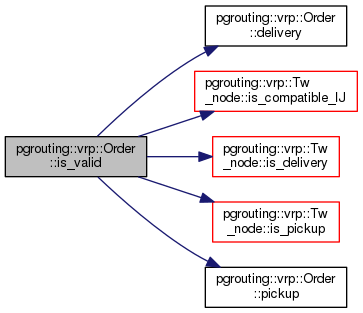 pgrouting::vrp::Order
::delivery
pgrouting::vrp::Tw
_node::is_compatible_IJ
pgrouting::vrp::Order
::is_valid
pgrouting::vrp::Tw
_node::is_delivery
pgrouting::vrp::Tw
_node::is_pickup
pgrouting::vrp::Order
::pickup